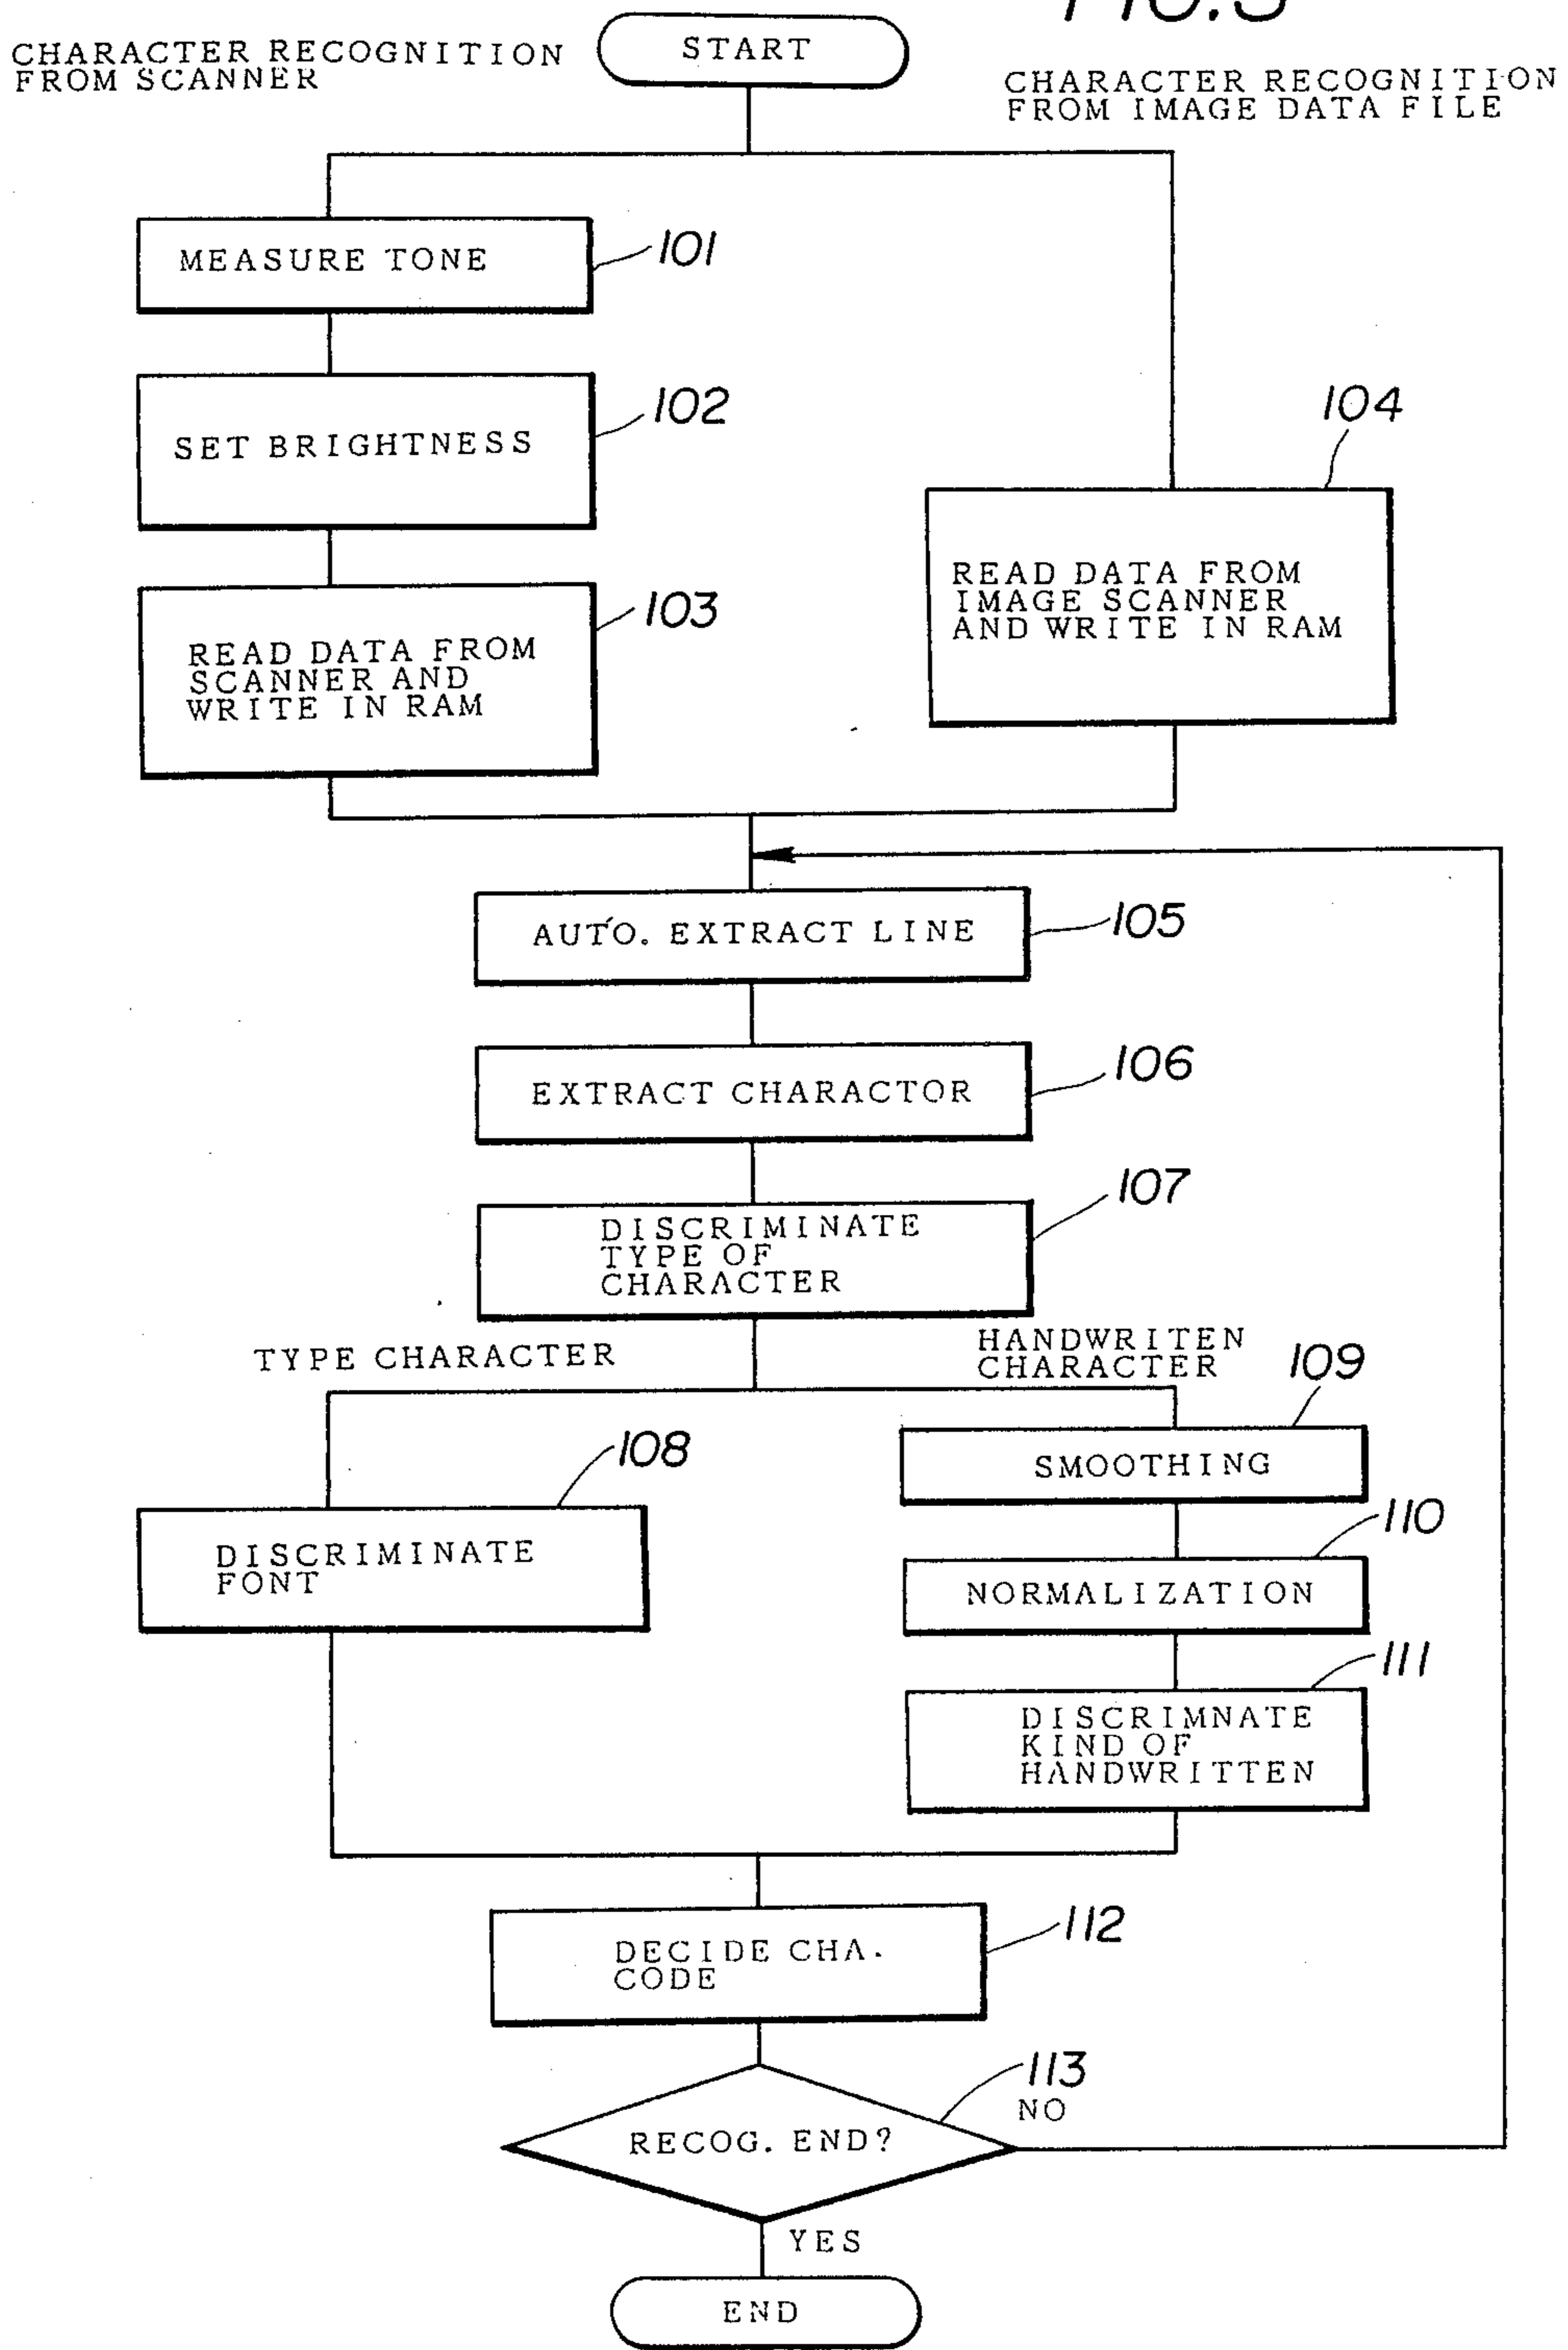 CHARACTER RECOGNITION
FROM SCANNER
START
CHARACTER RECOGNITION
FROM IMAGE DATA FILE
MEASURE TONE
101
SET BRIGHTNESS
102
104
READ DATA FROM
SCANNER AND
WRITE IN RAM
103
READ DATA FROM
IMAGE SCANNER
AND WRITE IN RAM
AUTO. EXTRACT LINE
105
EXTRACT CHARACTOR
106
DISCRIMINATE
TYPE OF
CHARACTER
107
TYPE CHARACTER
HANDWRITEN
CHARACTER
109
SMOOTHING
108
DISCRIMINATE
FONT
110
NORMALIZATION
111
DISCRIMNATE
KIND OF
HANDWRITTEN
DECIDE CHA.
CODE
112
113
NO
RECOG. END?
YES
END